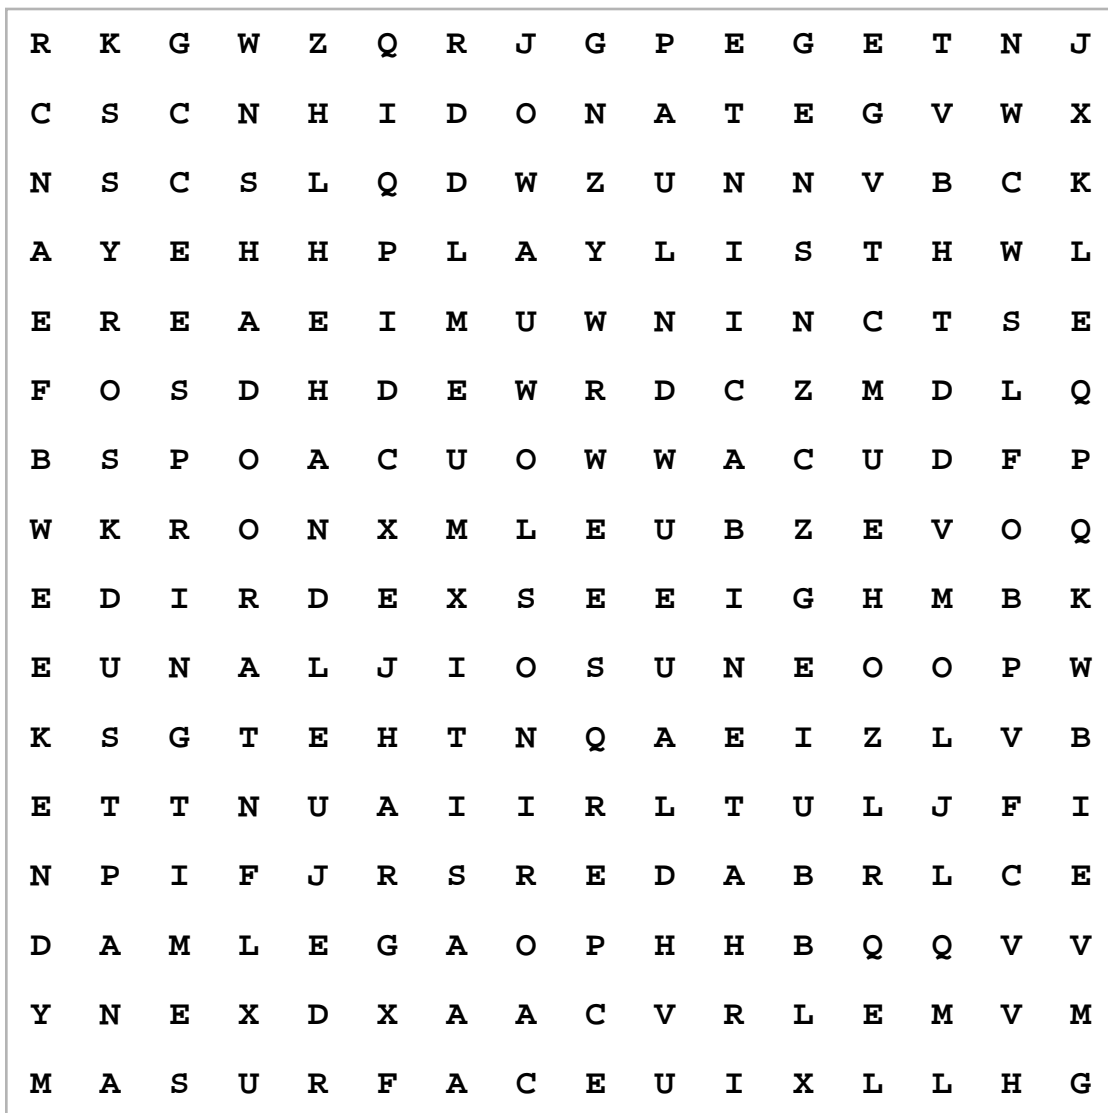 R K G W Z Q R J G P E G E T N J
C S C N H I D O N A T E G V W X
N S C S L Q D W Z U N N V B C K
A Y E H H P L A Y L I S T H W L
E R E A E I M U W N I N C T S E
F O S D H D E W R D C Z M D L Q
B S P O A C U O W W A C U D F P
W K R O N X M L E U B Z E V O Q
E D I R D E X S E E I G H M B K
E U N A L J I O S U N E O O P W
K S G T E H T N Q A E I Z L V B
E T T N U A I I R L T U L J F I
N P I F J R S R E D A B R L C E
D A M L E G A O P H H B Q Q V V
Y N E X D X A A C V R L E M V M
M A S U R F A C E U I X L L H G